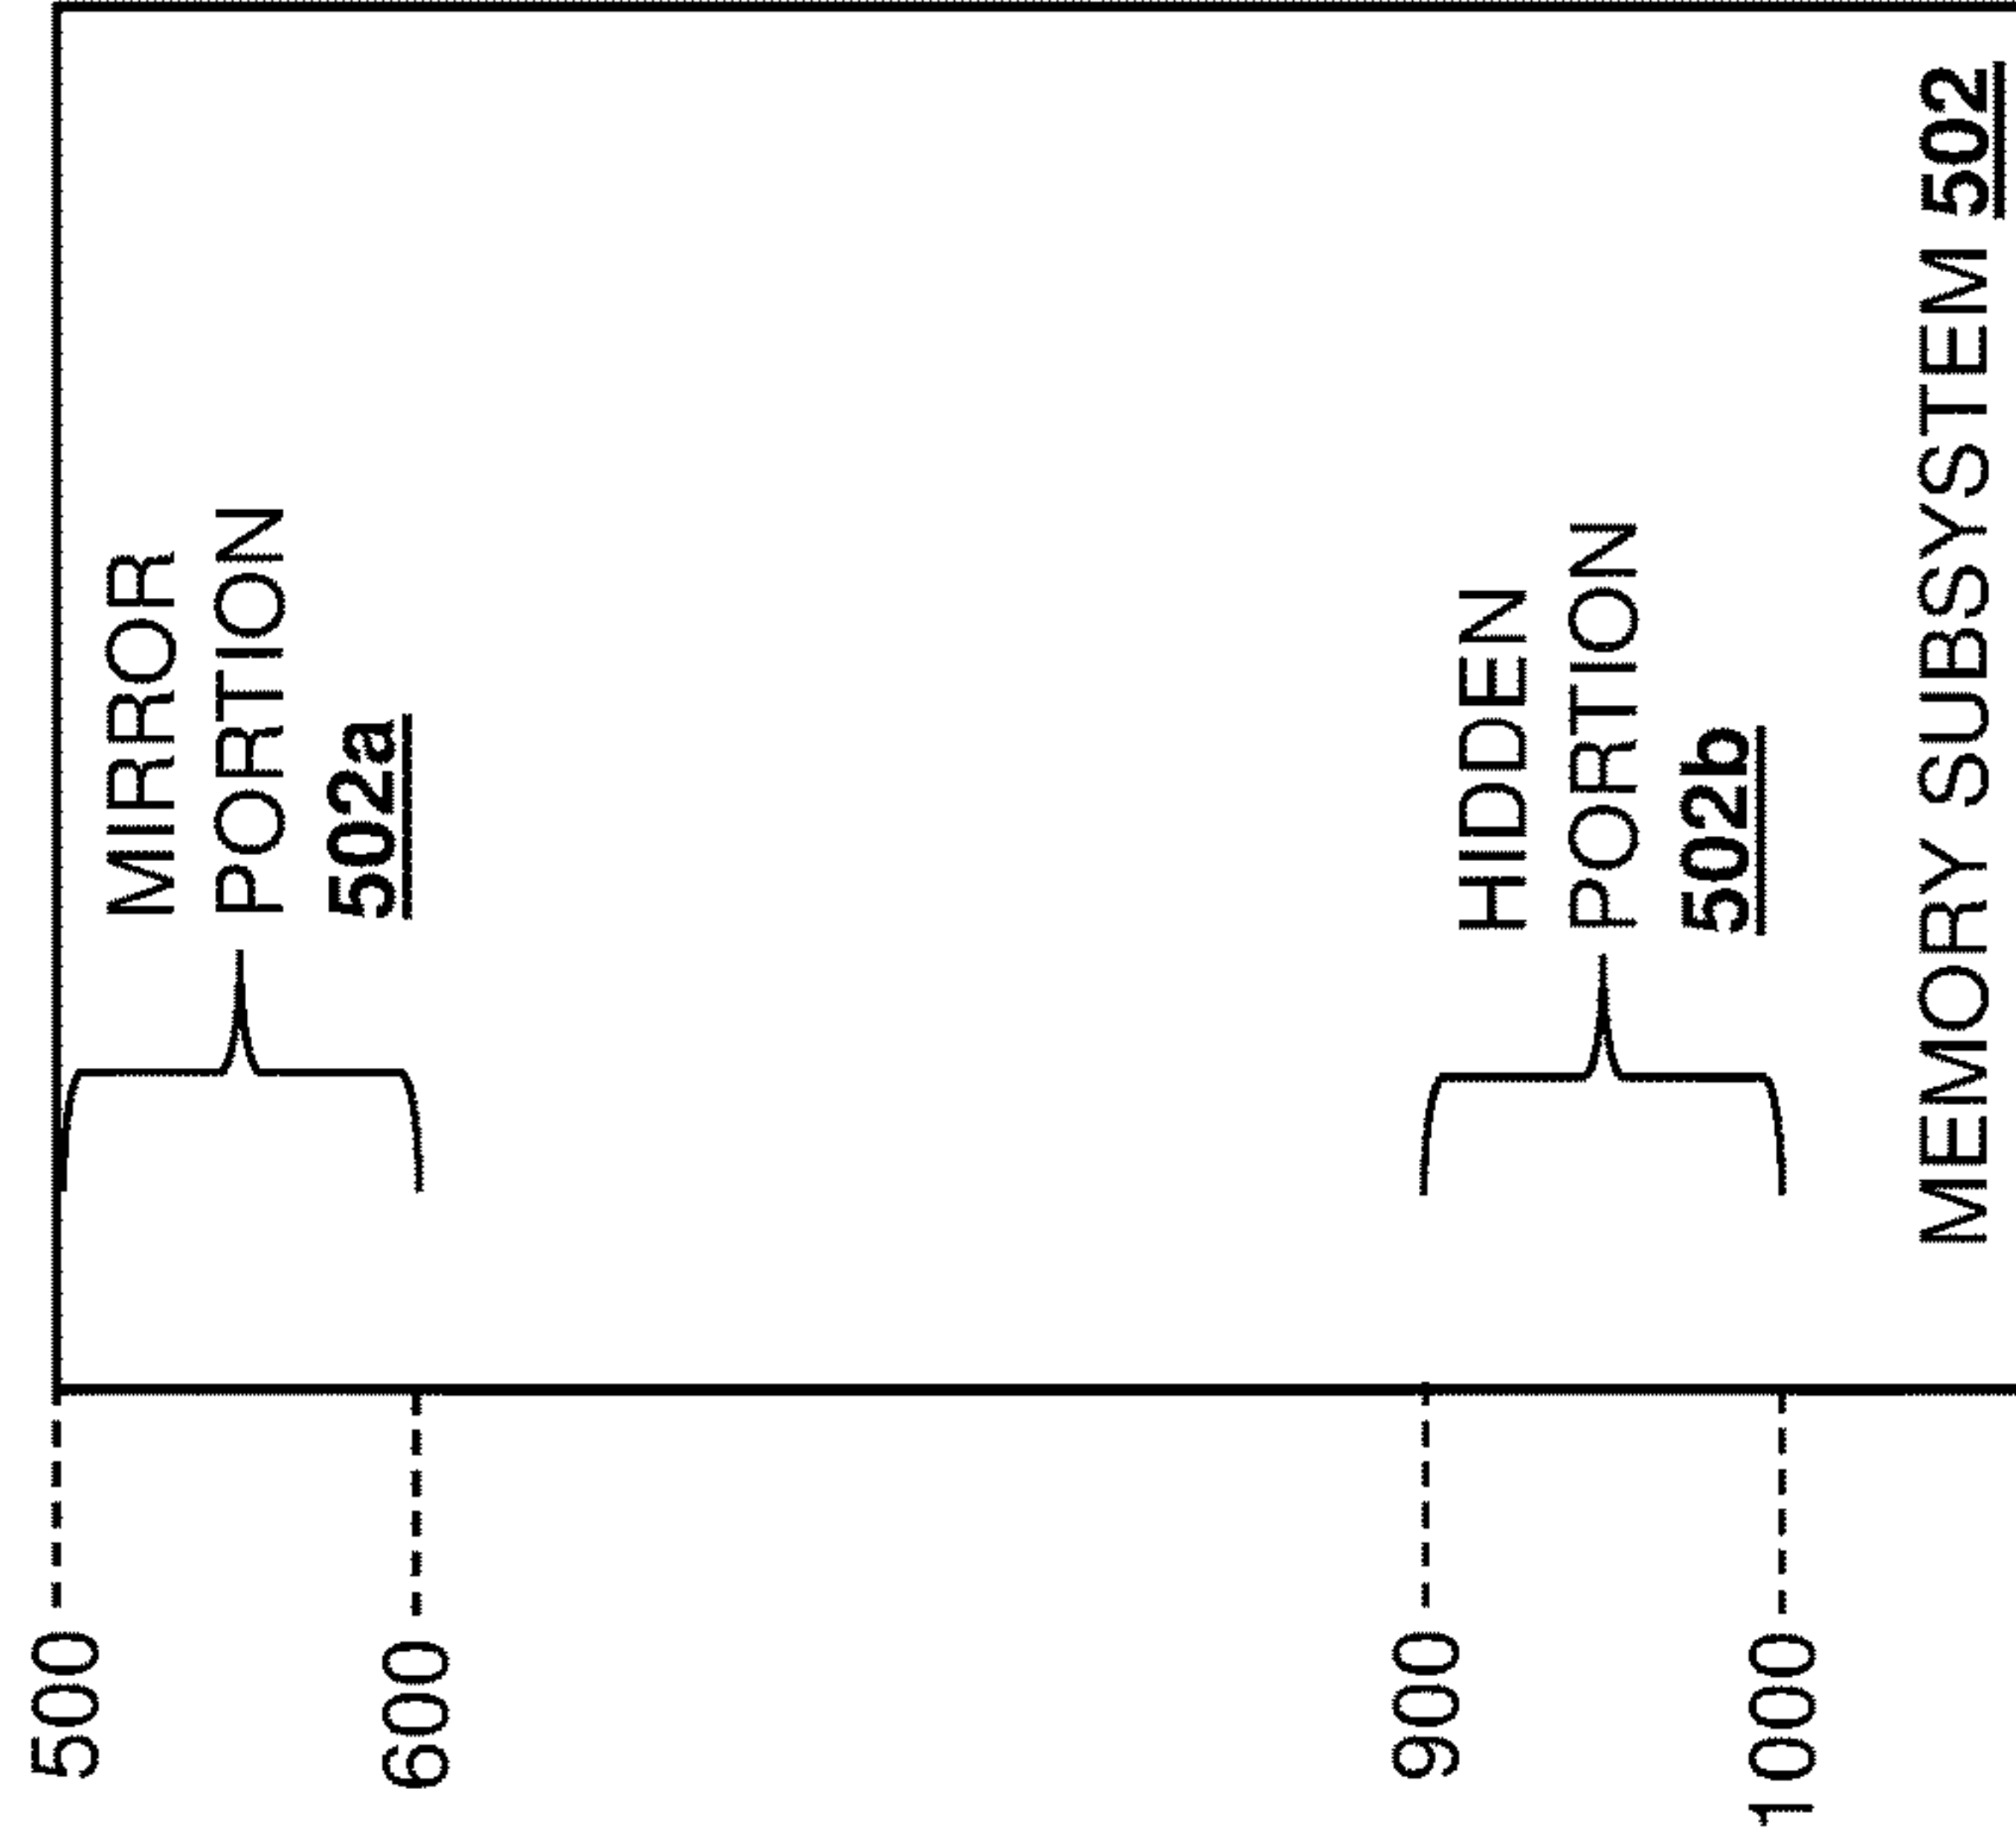 500
600
900
1000
MIRROR
PORTION
502a
HIDDEN
PORTION
502b
MEMORY SUBSYSTEM 502